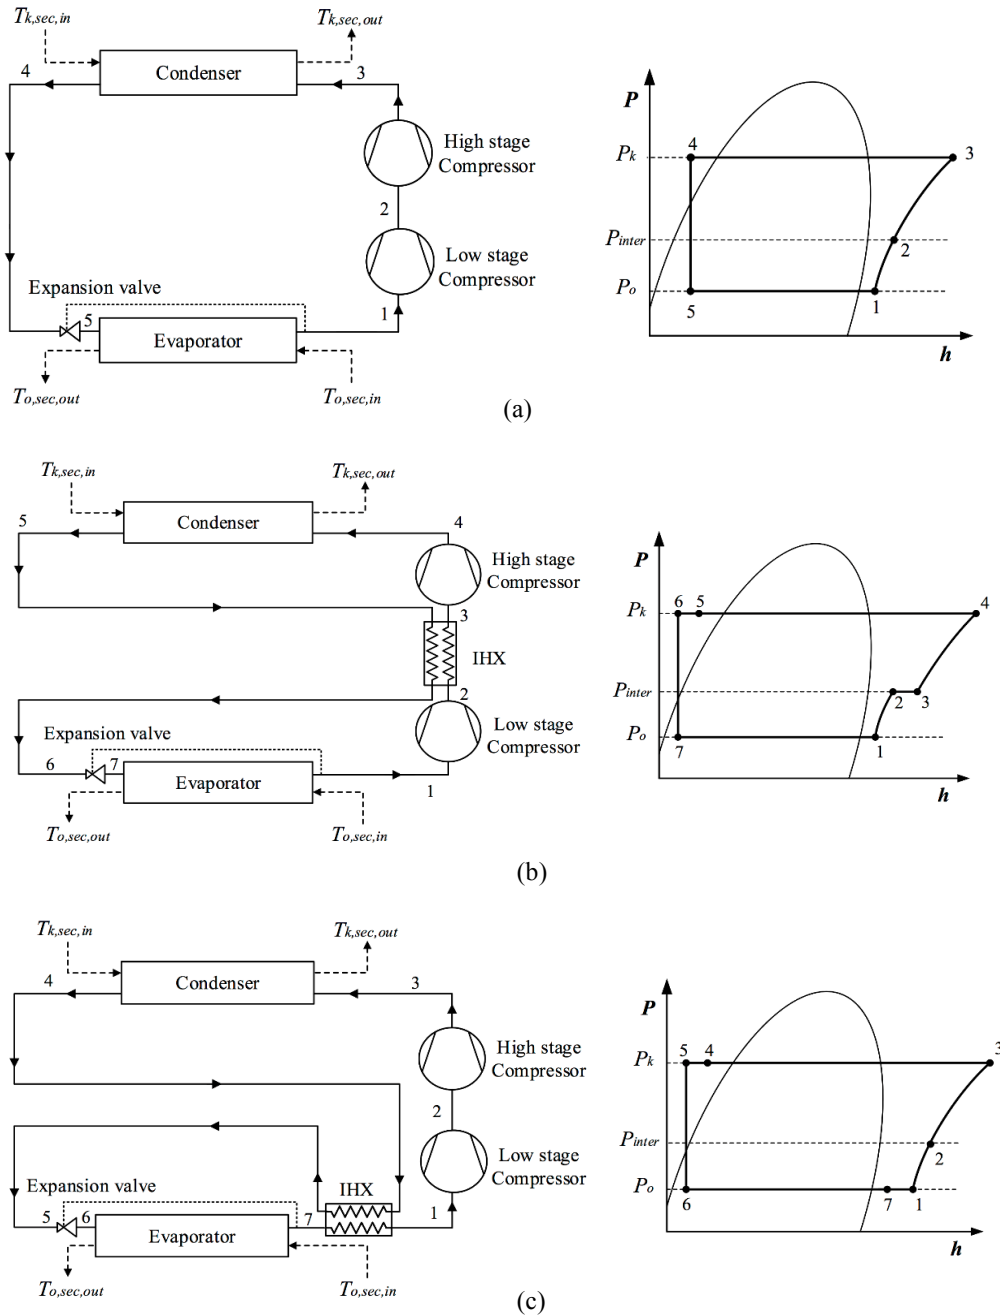 Tk,sec,in
Tk,sec,out
4
Condenser
3
High stage
Compressor
2
Low stage
Compressor
Expansion valve
1
5
Evaporator
To,sec,out
To,sec,in
P
Pk
4
3
Pinter
2
Po
5
1
h
(a)
Tk,sec,in
Tk,sec,out
5
Condenser
4
High stage
Compressor
3
IHX
2
Low stage
Compressor
Expansion valve
6
7
Evaporator
1
To,sec,out
To,sec,in
P
Pk
6
5
4
Pinter
2
3
Po
7
1
h
(b)
Tk,sec,in
Tk,sec,out
4
Condenser
3
High stage
Compressor
2
Low stage
Compressor
Expansion valve
IHX
5
6
7
1
Evaporator
To,sec,out
To,sec,in
P
Pk
5
4
3
Pinter
2
Po
6
7
1
h
(c)